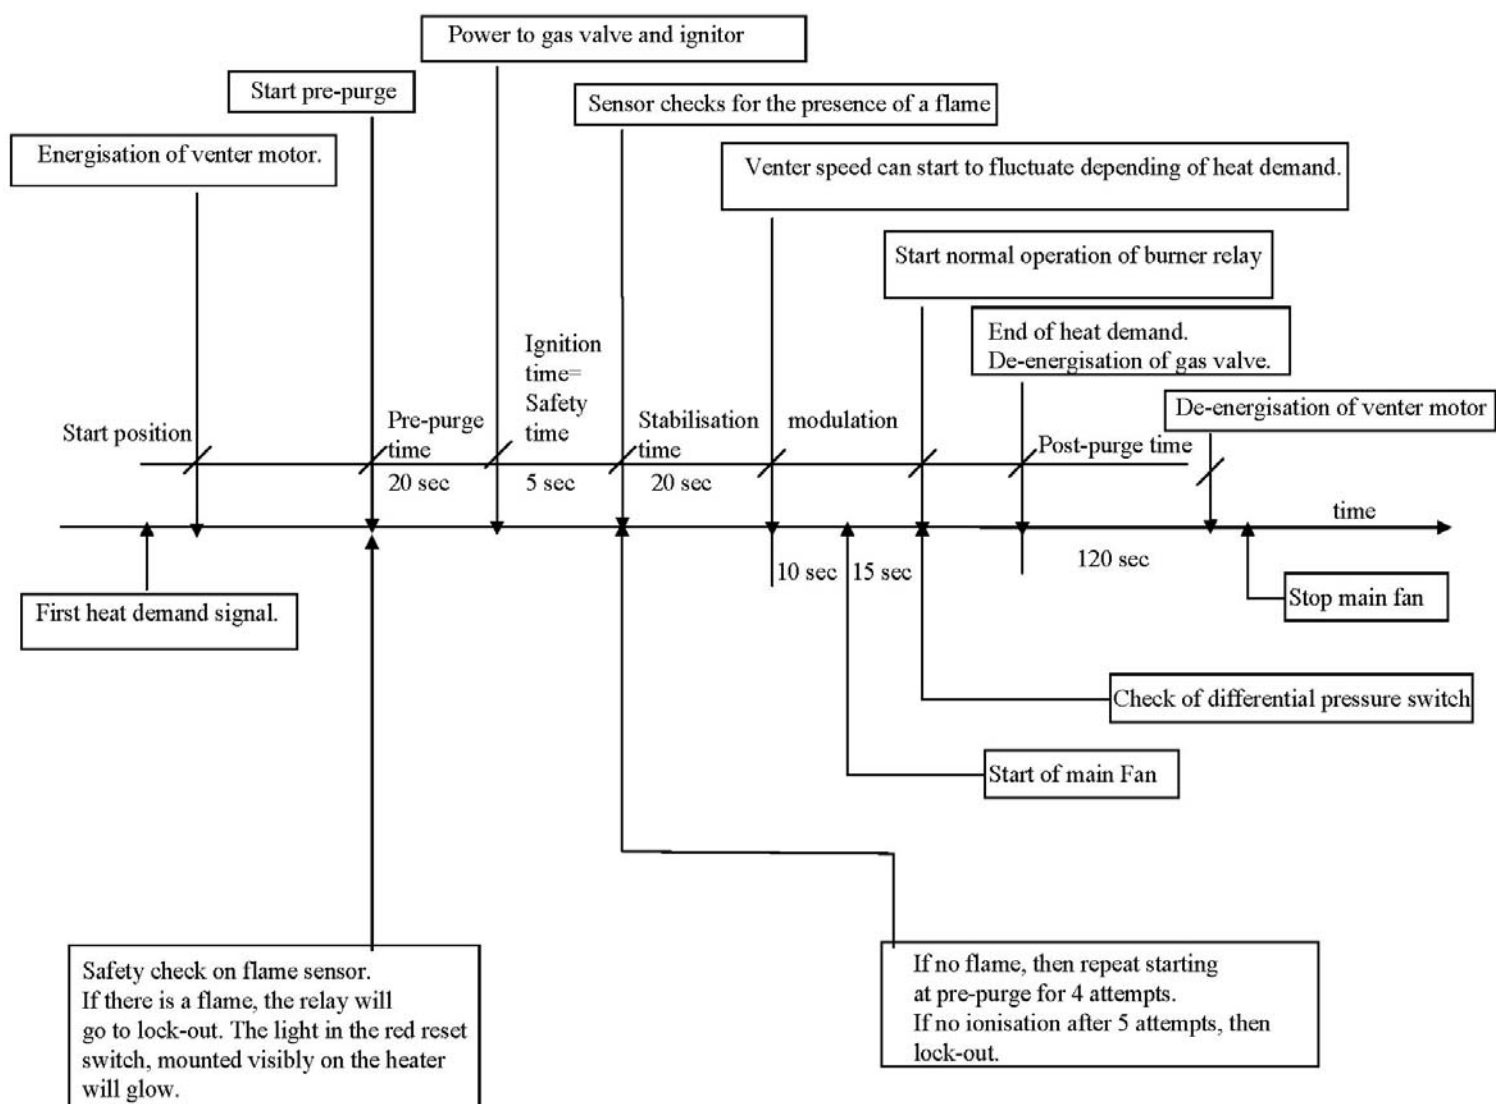 Power to gas valve and ignitor
Start pre-purge
Sensor checks for the presence of a flame
Energisation of venter motor.
Venter speed can start to fluctuate depending of heat demand.
Start normal operation of burner relay
End of heat demand.
De-energisation of gas valve.
De-energisation of venter motor
Start position
Pre-purge
time
20 sec
Ignition
time=
Safety
time
5 sec
Stabilisation
time
20 sec
modulation
Post-purge time
time
10 sec
15 sec
120 sec
First heat demand signal.
Stop main fan
Check of differential pressure switch
Start of main Fan
Safety check on flame sensor.
If there is a flame, the relay will
go to lock-out. The light in the red reset
switch, mounted visibly on the heater
will glow.
If no flame, then repeat starting
at pre-purge for 4 attempts.
If no ionisation after 5 attempts, then
lock-out.